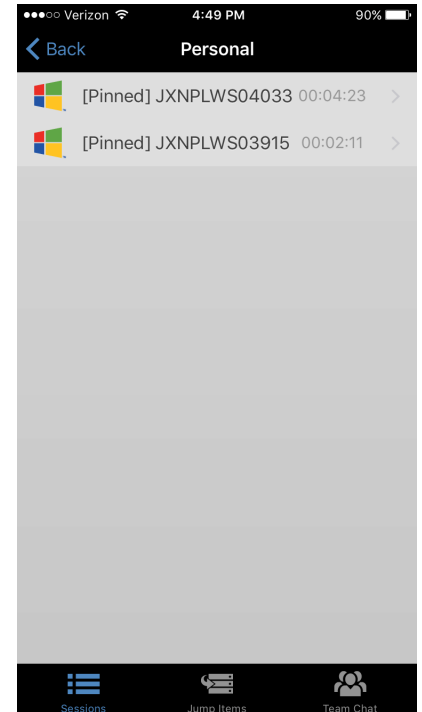 Verizon 4:49 PM 90%
Back Personal
[Pinned] JXNPLWS04033 00:04:23
[Pinned] JXNPLWS03915 00:02:11
Sessions Jump Items Team Chat